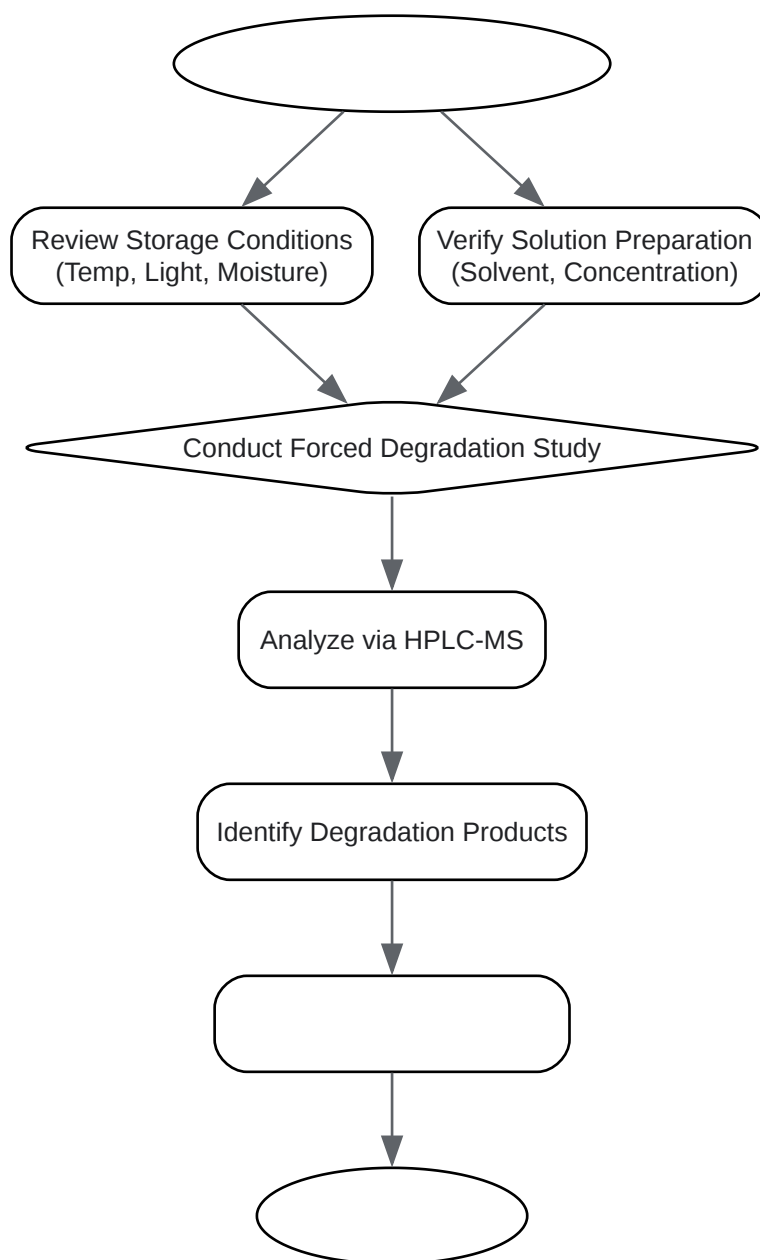 Review Storage Conditions
(Temp, Light, Moisture)
Verify Solution Preparation
(Solvent, Concentration)
Conduct Forced Degradation Study
Analyze via HPLC-MS
Identify Degradation Products